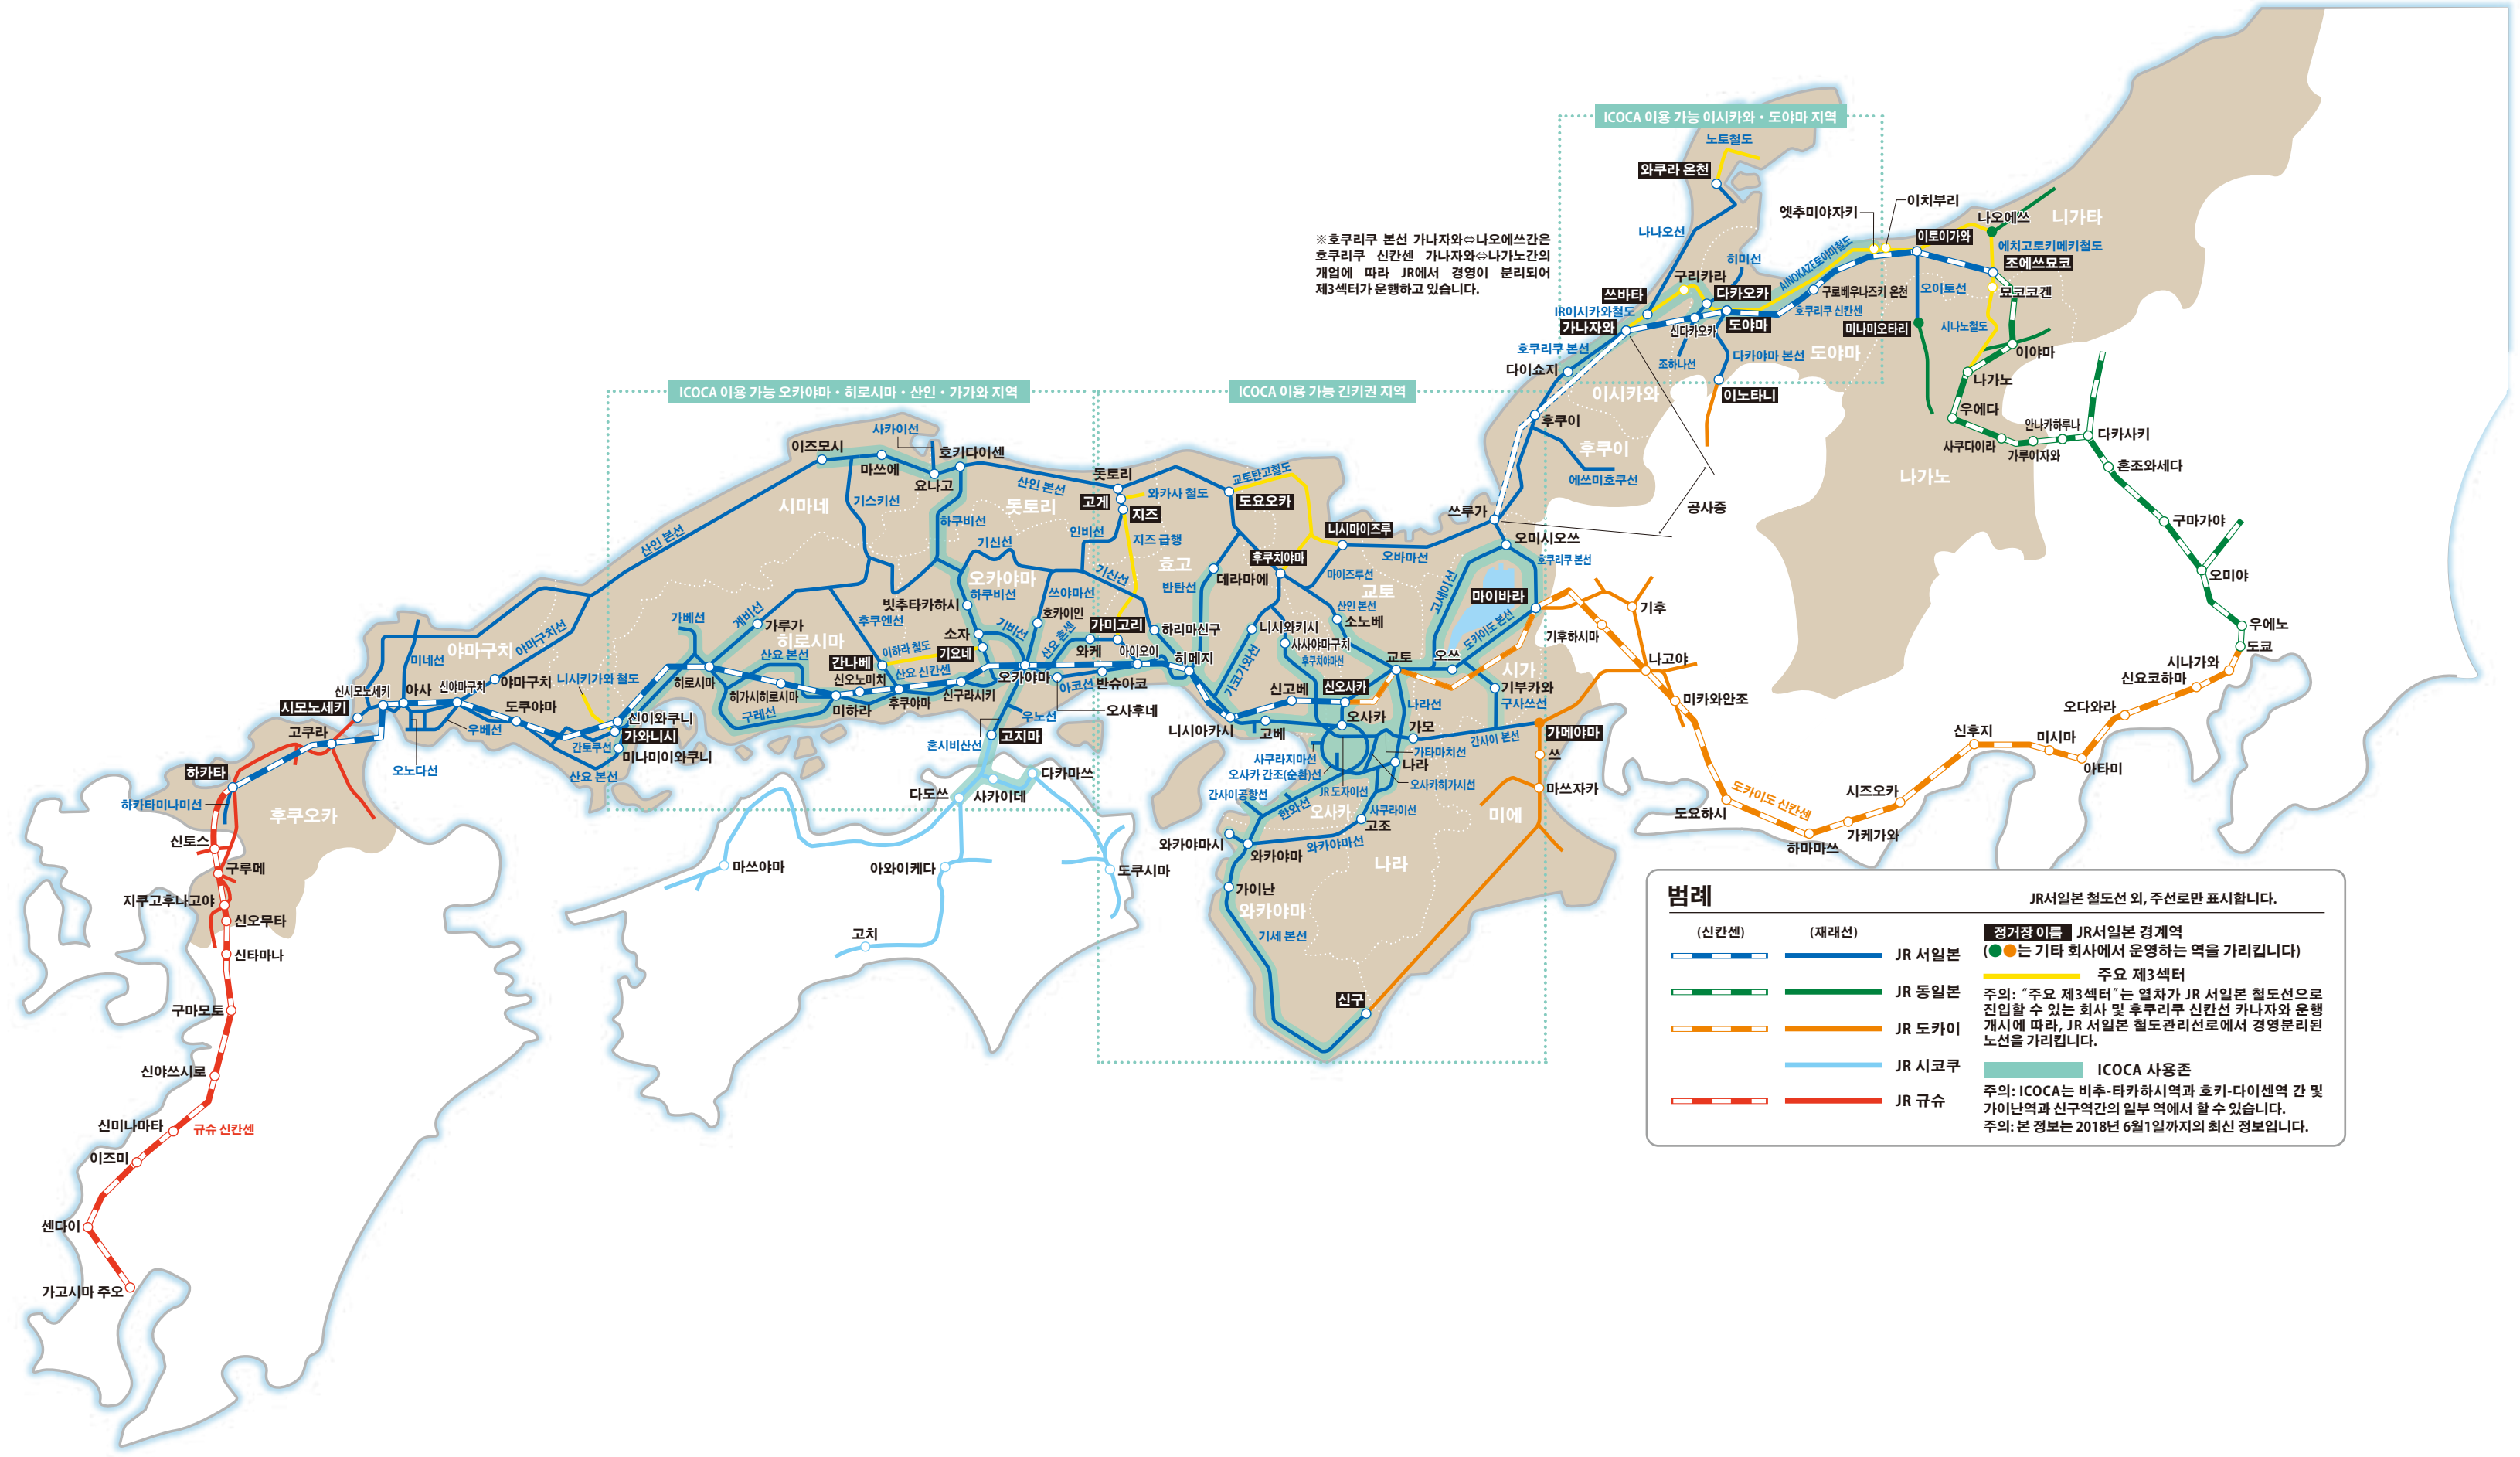 ICOCA 이용 가능 이시카와・도야마 지역
노토철도
와쿠라 온천
나나오선
엣추미야자키
이치부리
나오에쓰
니가타
이토이가와
에치고토키메키철도
조에쓰묘코
※호쿠리쿠 본선 가나자와⇔나오에쓰간은
호쿠리쿠 신칸센 가나자와⇔나가노간의
개업에 따라 JR에서 경영이 분리되어
제3섹터가 운행하고 있습니다.
히미선
구리카라
AINOKAZE토야마철도
쓰바타
다카오카
구로베우나즈키 온천
오이토선
묘코코겐
IR이시카와철도
호쿠리쿠 신칸센
가나자와
신다카오카
도야마
미나미오타리
시나노철도
호쿠리쿠 본선
조하나선
다카야마 본선
도야마
이야마
다이쇼지
이노타니
나가노
이시카와
우에다
후쿠이
후쿠이
안나카하루나
다카사키
사쿠다이라
가루이자와
혼조와세다
에쓰미호쿠선
나가노
공사중
구마가야
오미야
우에노
도쿄
시나가와
신요코하마
오다와라
아타미
미시마
신후지
시즈오카
가케가와
하마마쓰
도요하시
도카이도 신칸센
미카와안조
나고야
기후
기후하시마
ICOCA 이용 가능 오카야마・히로시마・산인・가가와 지역
ICOCA 이용 가능 긴키권 지역
사카이선
이즈모시
마쓰에
호키다이센
요나고
시마네
기스키선
산인 본선
돗토리
돗토리
고게
와카사 철도
지즈
인비선
지즈 급행
하쿠비선
기신선
산인 본선
오카야마
하쿠비선
쓰야마선
기신선
빗추타카하시
호카이인
후쿠엔선
게비선
가베선
가루가
히로시마
소자
기비선
산요 혼센
가미고리
와케
아이오이
이하라 철도
기요네
간나베
산요 본선
신오노미치
산요 신칸센
히로시마
히가시히로시마
구레선
미하라
후쿠야마
신구라시키
오카야마
아코선
반슈아코
오사후네
우노선
혼시비산선
고지마
야마구치
야마구치선
미네선
신시모노세키
아사
신야마구치
야마구치
니시키가와 철도
시모노세키
도쿠야마
신이와쿠니
가와니시
미나미이와쿠니
간토쿠선
산요 본선
우베선
오노다선
고쿠라
하카타
하카타미나미선
후쿠오카
신토스
구루메
지쿠고후나고야
신오무타
신타마나
구마모토
신야쓰시로
신미나마타
규슈 신칸센
이즈미
센다이
가고시마 주오
다카마쓰
사카이데
다도쓰
마쓰야마
아와이케다
도쿠시마
고치
교토탄고철도
도요오카
니시마이즈루
쓰루가
오미시오쓰
오바마선
후쿠치야마
효고
데라마에
반탄선
마이즈루선
교토
호쿠리쿠 본선
고세이선
마이바라
산인 본선
소노베
도카이도 본선
하리마신구
니시와키시
사사야마구치
후쿠치야마선
가코가와선
히메지
교토
오쓰
시가
신고베
신오사카
기부카와
구사쓰선
오사카
나라선
니시아카시
고베
가모
간사이 본선
가메야마
사쿠라지마선
가타마치선
쓰
오사카 간조(순환)선
나라
간사이공항선
JR 도자이선
오사카히가시선
마쓰자카
한와선
오사카
사쿠라이선
미에
고조
와카야마시
와카야마
와카야마선
나라
가이난
와카야마
기세 본선
신구
범례
JR서일본 철도선 외, 주선로만 표시합니다.
(신칸센) (재래선)
JR 서일본
JR 동일본
JR 도카이
JR 시코쿠
JR 규슈
정거장 이름 JR서일본 경계역
(●●는 기타 회사에서 운영하는 역을 가리킵니다)
주요 제3섹터
주의: “주요 제3섹터”는 열차가 JR 서일본 철도선으로
진입할 수 있는 회사 및 후쿠리쿠 신칸선 카나자와 운행
개시에 따라, JR 서일본 철도관리선로에서 경영분리된
노선을 가리킵니다.
ICOCA 사용존
주의: ICOCA는 비추-타카하시역과 호키-다이센역 간 및
가이난역과 신구역간의 일부 역에서 할 수 있습니다.
주의: 본 정보는 2018년 6월1일까지의 최신 정보입니다.